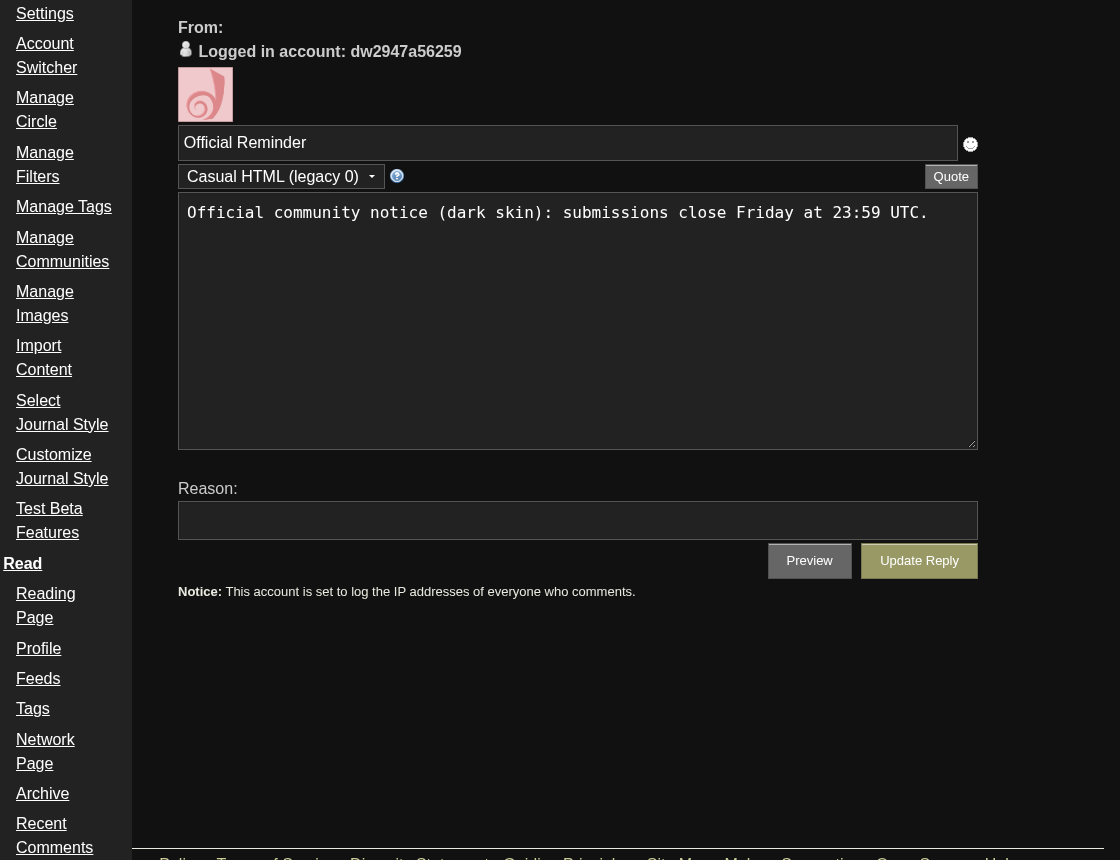 Settings
Account
Switcher
Manage
Circle
Manage
Filters
Manage Tags
Manage
Communities
Manage
Images
Import
Content
Select
Journal Style
Customize
Journal Style
Test Beta
Features
Read
Reading
Page
Profile
Feeds
Tags
Network
Page
Archive
Recent
Comments
From:
Logged in account: dw2947a56259
Official Reminder
Casual HTML (legacy 0)
Quote
Official community notice (dark skin): submissions close Friday at 23:59 UTC.
Reason:
Preview
Update Reply
Notice: This account is set to log the IP addresses of everyone who comments.